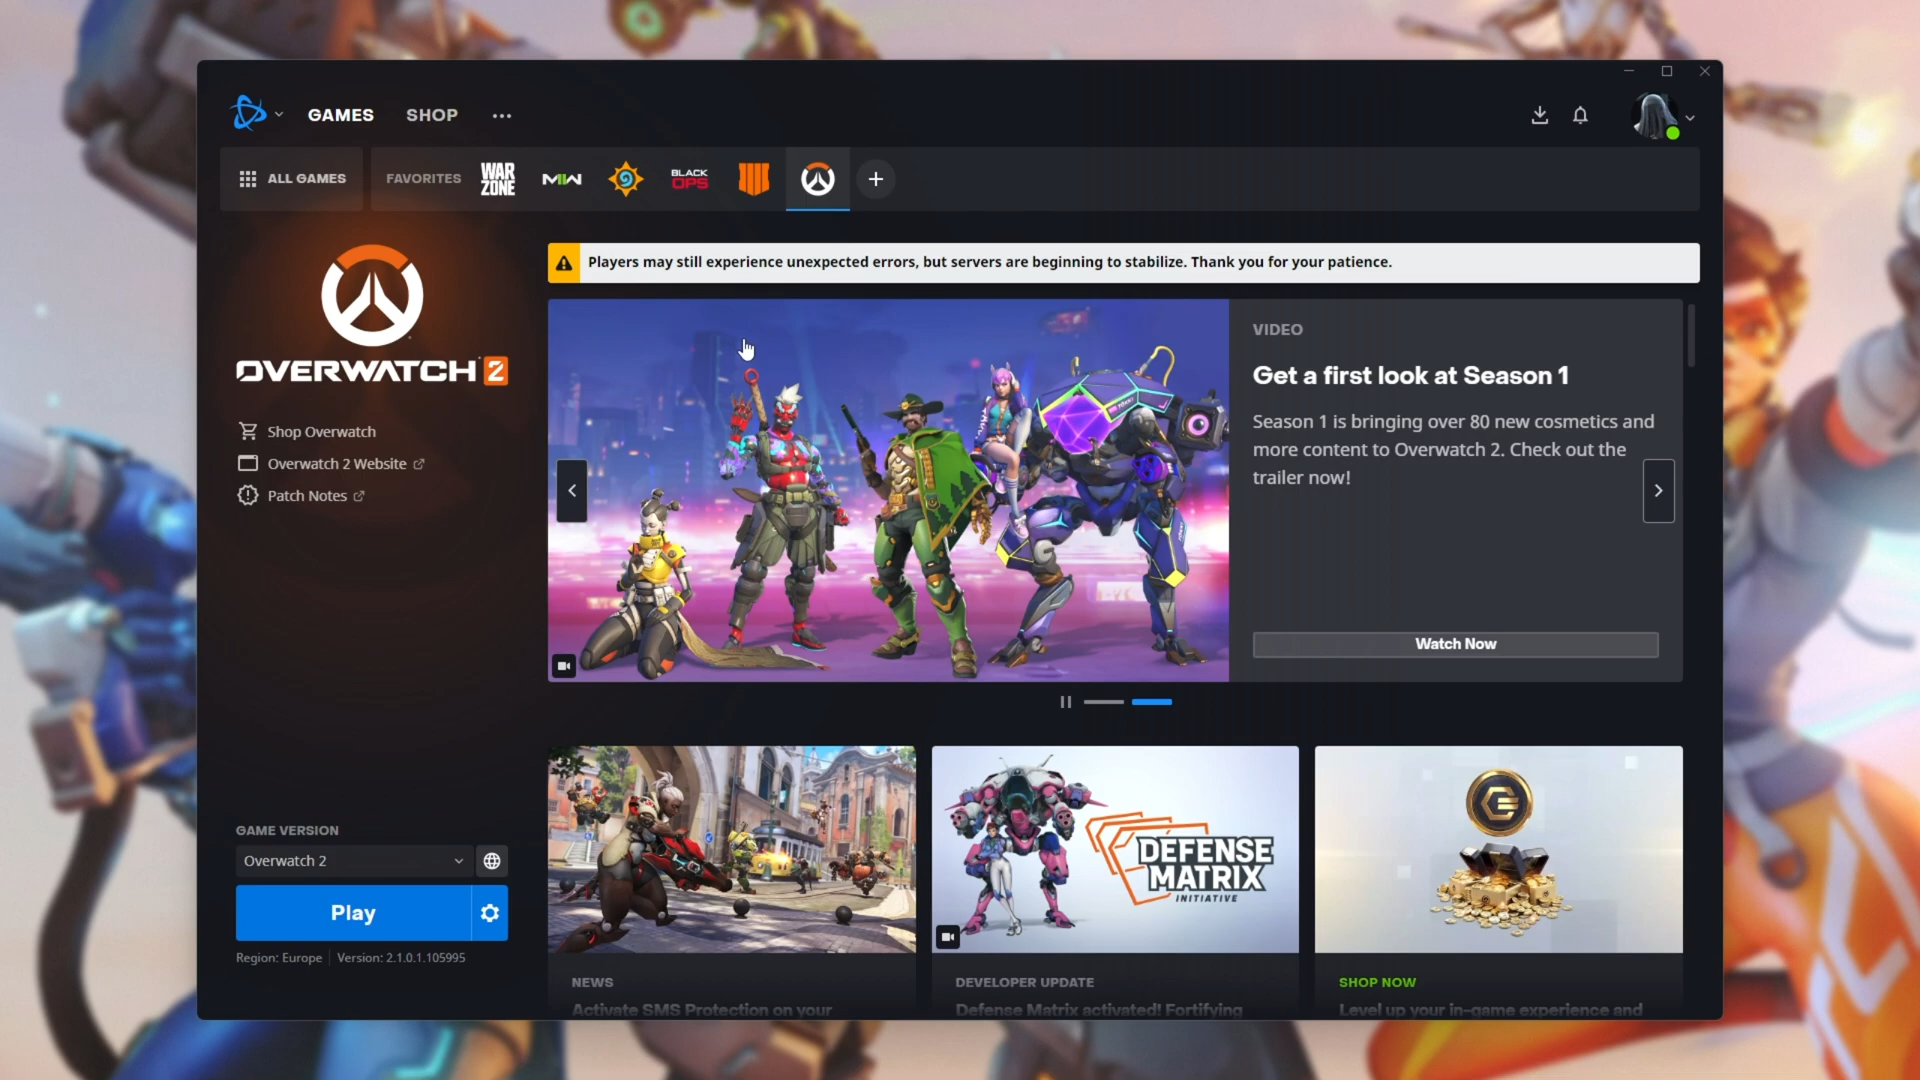 GAMES
SHOP
ALL GAMES
FAVORITES
WAR
ZONE
MW
BLACK
OPS
Players may still experience unexpected errors, but servers are beginning to stabilize. Thank you for your patience.
OVERWATCH 2
Shop Overwatch
Overwatch 2 Website
Patch Notes
VIDEO
Get a first look at Season 1
Season 1 is bringing over 80 new cosmetics and
more content to Overwatch 2. Check out the
trailer now!
Watch Now
GAME VERSION
Overwatch 2
Play
Region: Europe
Version: 2.1.0.1.105995
DEFENSE
MATRIX
INITIATIVE
NEWS
Activate SMS Protection on your
DEVELOPER UPDATE
Defense Matrix activated! Fortifying
SHOP NOW
Level up your in-game experience and